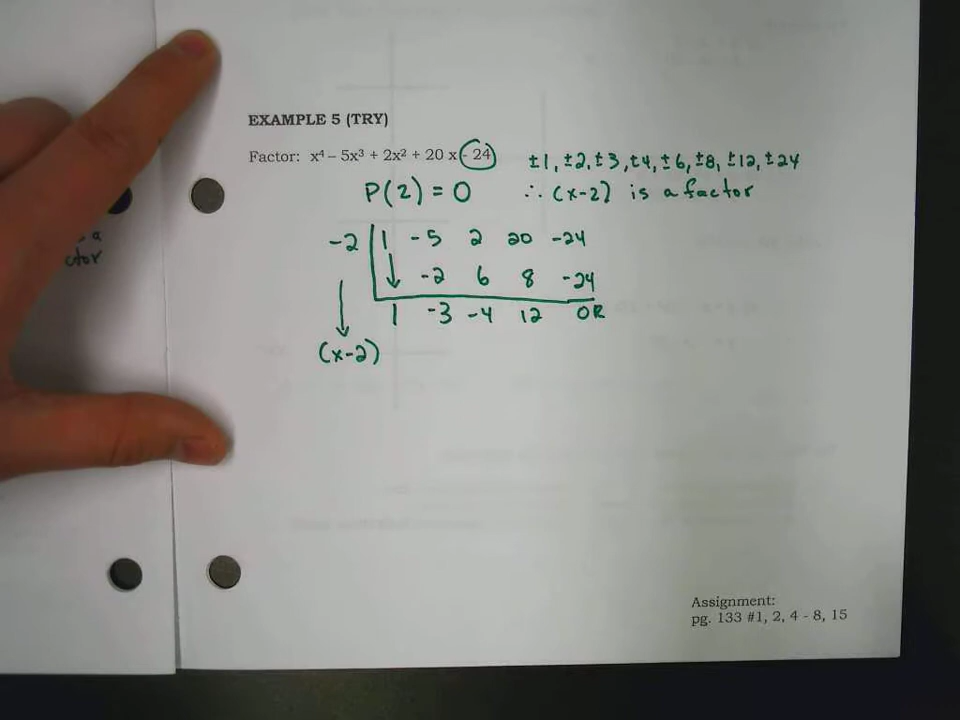 EXAMPLE 5 (TRY)
Factor: x⁴ – 5x³ + 2x² + 20 x - 24
±1, ±2, ±3, ±4, ±6, ±8, ±12, ±24
P(2) = 0 ∴ (x-2) is a factor
-2 1 -5 2 20 -24
-2 6 8 -24
1 -3 -4 12 0R
(x-2)
a
ctor
Assignment:
pg. 133 #1, 2, 4 - 8, 15